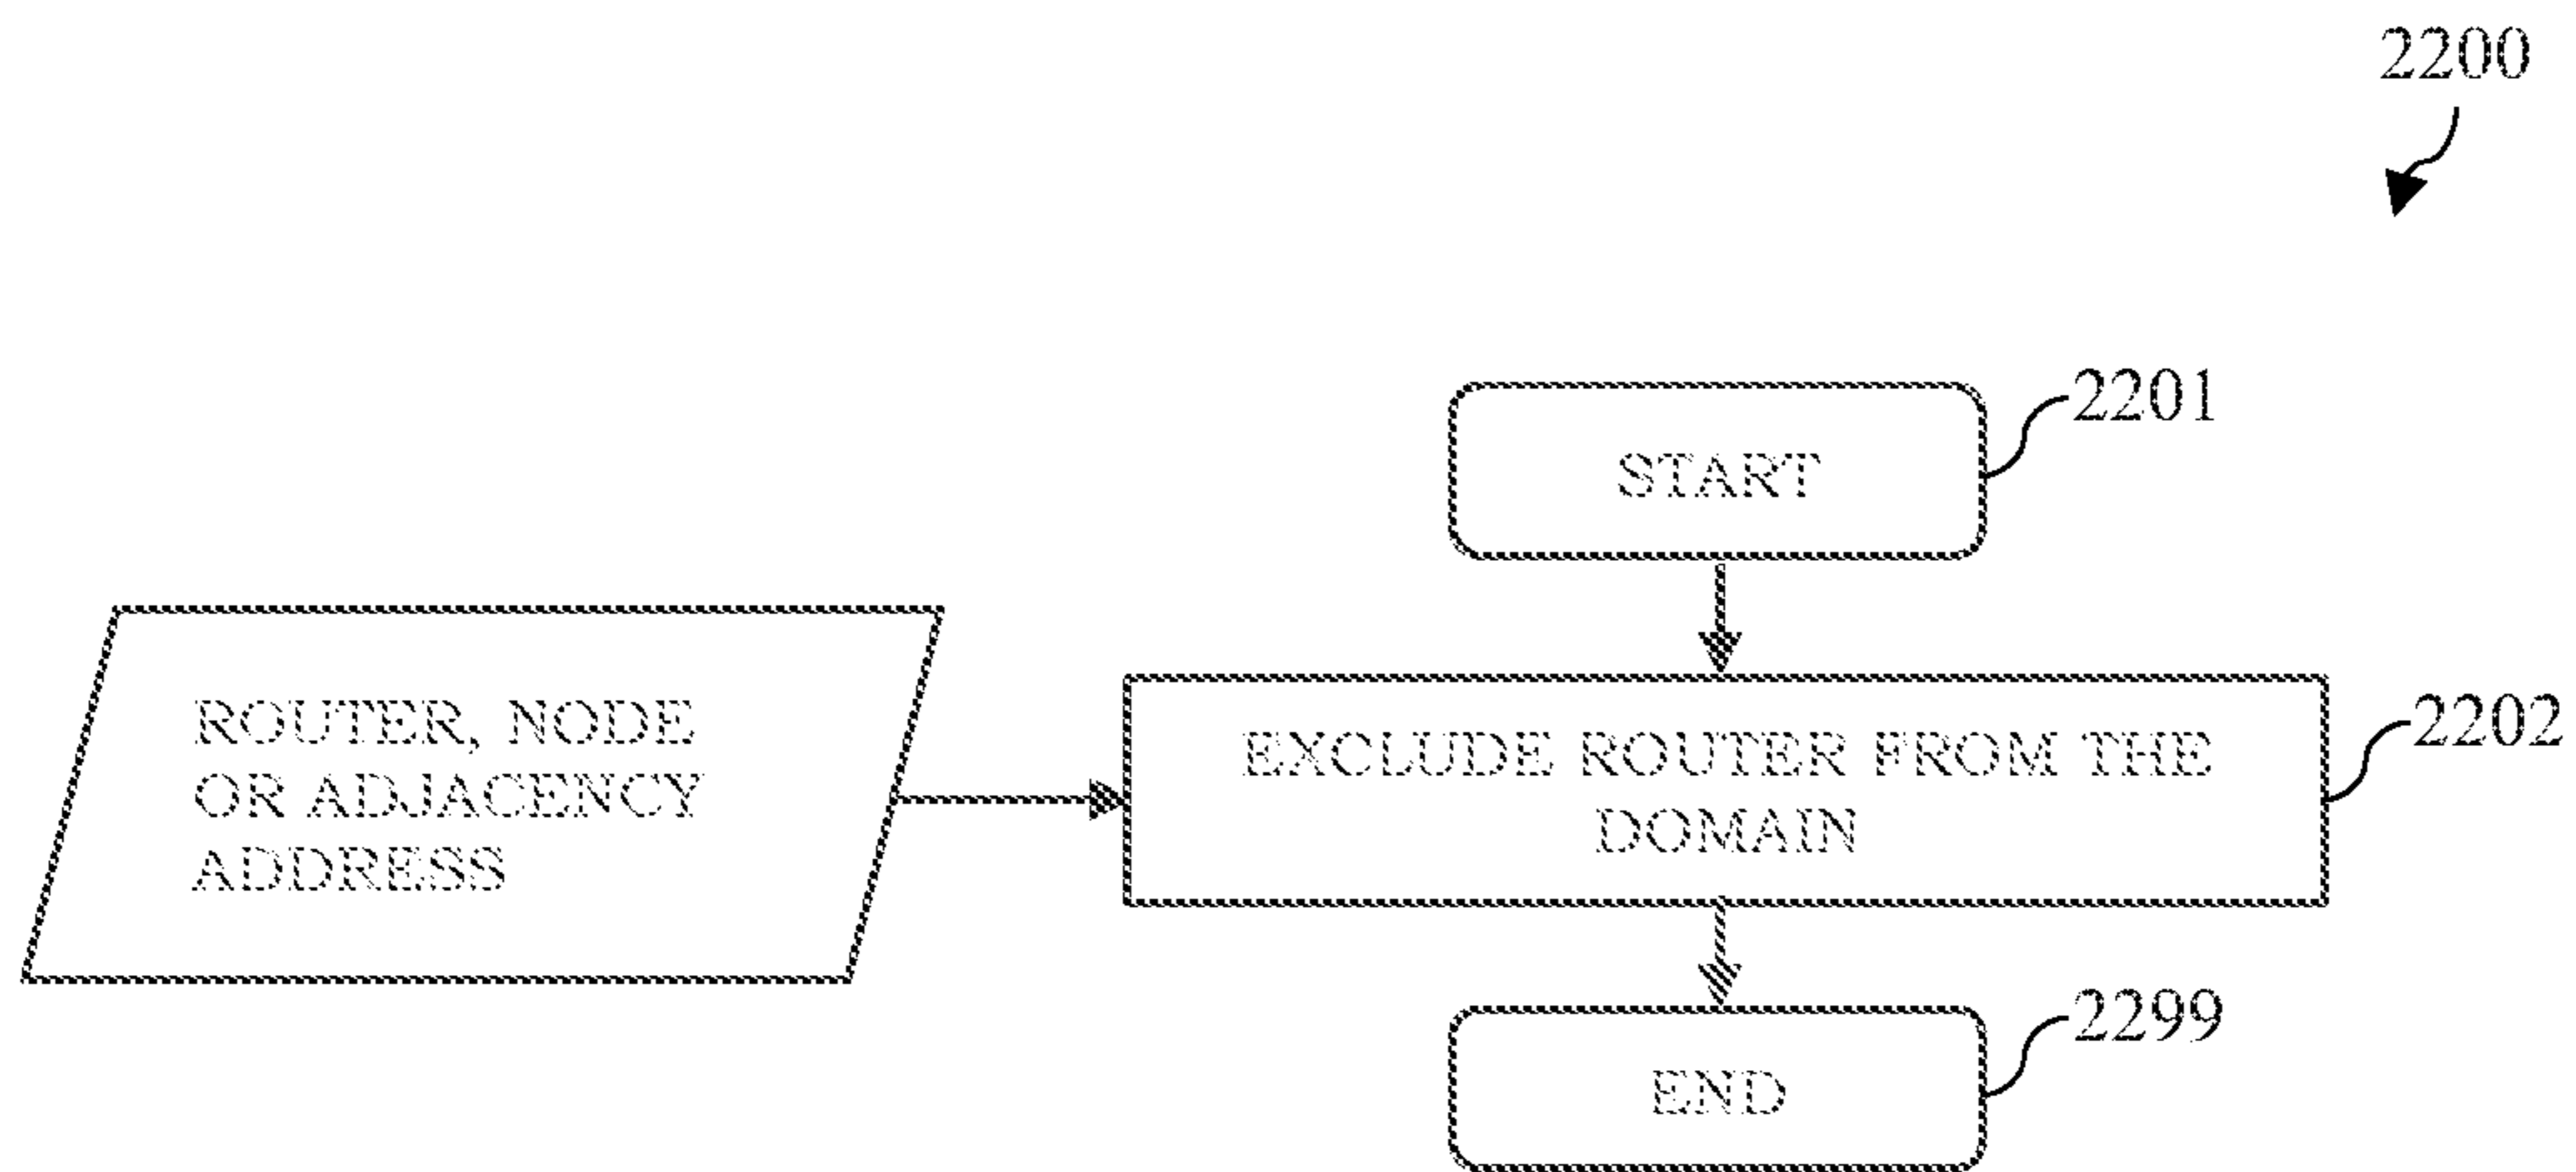 2200
START
2201
ROUTER, NODE
OR ADJACENCY
ADDRESS
EXCLUDE ROUTER FROM THE
DOMAIN
2202
END
2299